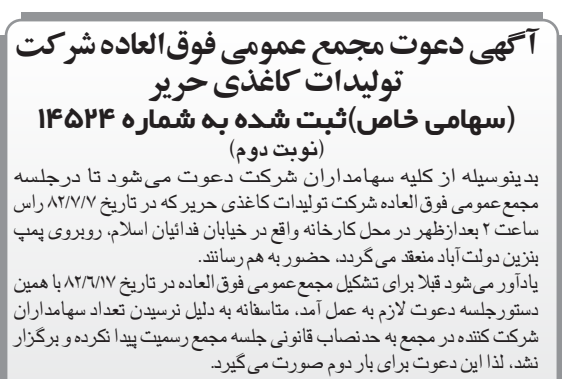 آگهی دعوت مجمع عمومی فوق‌العاده شرکت
تولیدات کاغذی حریر
(سهامی خاص)ثبت شده به شماره ۱۴۵۲۴
(نوبت دوم)
بدینوسیله از کلیه سهامداران شرکت دعوت می‌شود تا درجلسه
مجمع‌عمومی فوق‌العاده شرکت تولیدات کاغذی حریر که در تاریخ ۸۲/۷/۷ راس
ساعت ۲ بعدازظهر در محل کارخانه واقع در خیابان فدائیان اسلام، روبروی پمپ
بنزین دولت‌آباد منعقد می‌گردد، حضور به هم رسانند.
یادآور می‌شود قبلا برای تشکیل مجمع‌عمومی فوق‌العاده در تاریخ ۸۲/۶/۱۷ با همین
دستورجلسه دعوت لازم به عمل آمد، متاسفانه به دلیل نرسیدن تعداد سهامداران
شرکت کننده در مجمع به حدنصاب قانونی جلسه مجمع رسمیت پیدا نکرده و برگزار
نشد، لذا این دعوت برای بار دوم صورت می‌گیرد.